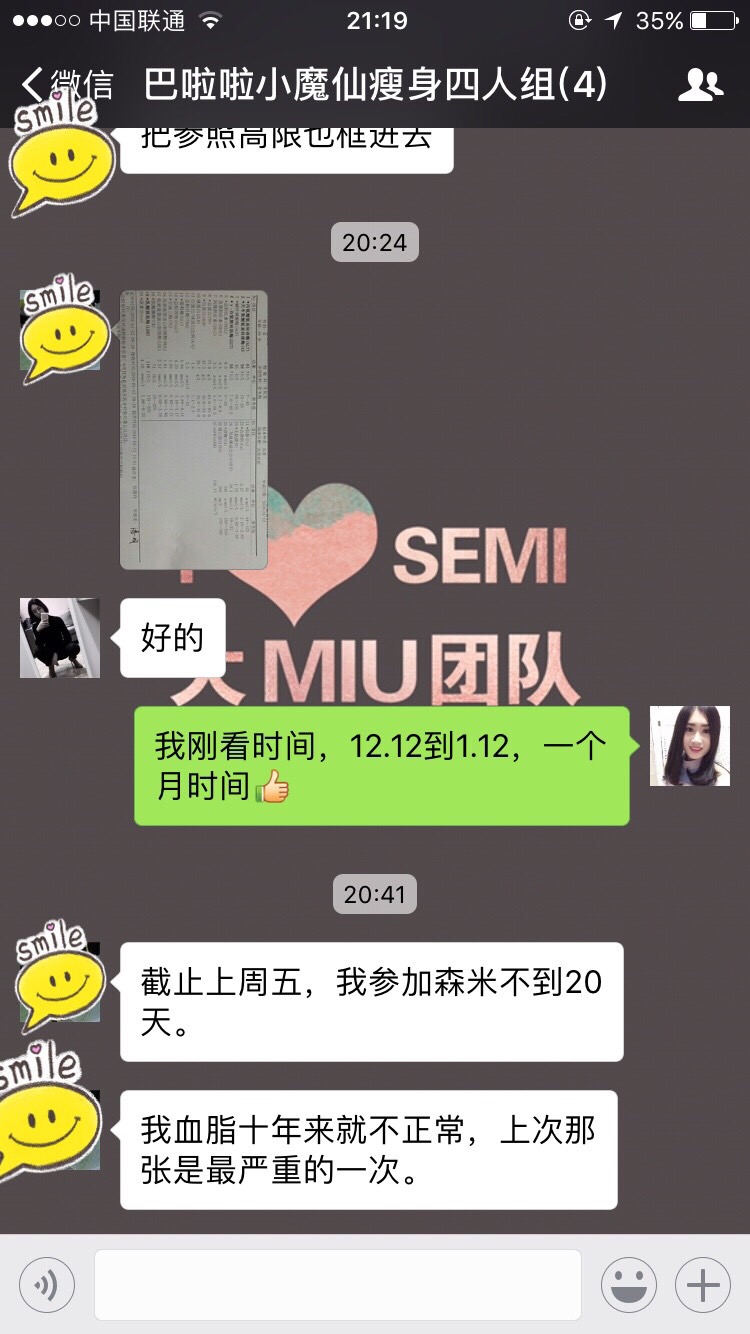 中国联通
21:19
35%
微信
巴啦啦小魔仙瘦身四人组(4)
smile
把参照高限也框进去
20:24
smile
SEMI
好的
大MIU团队
我刚看时间，12.12到1.12，一个
月时间👍
20:41
smile
截止上周五，我参加森米不到20
天。
smile
我血脂十年来就不正常，上次那
张是最严重的一次。